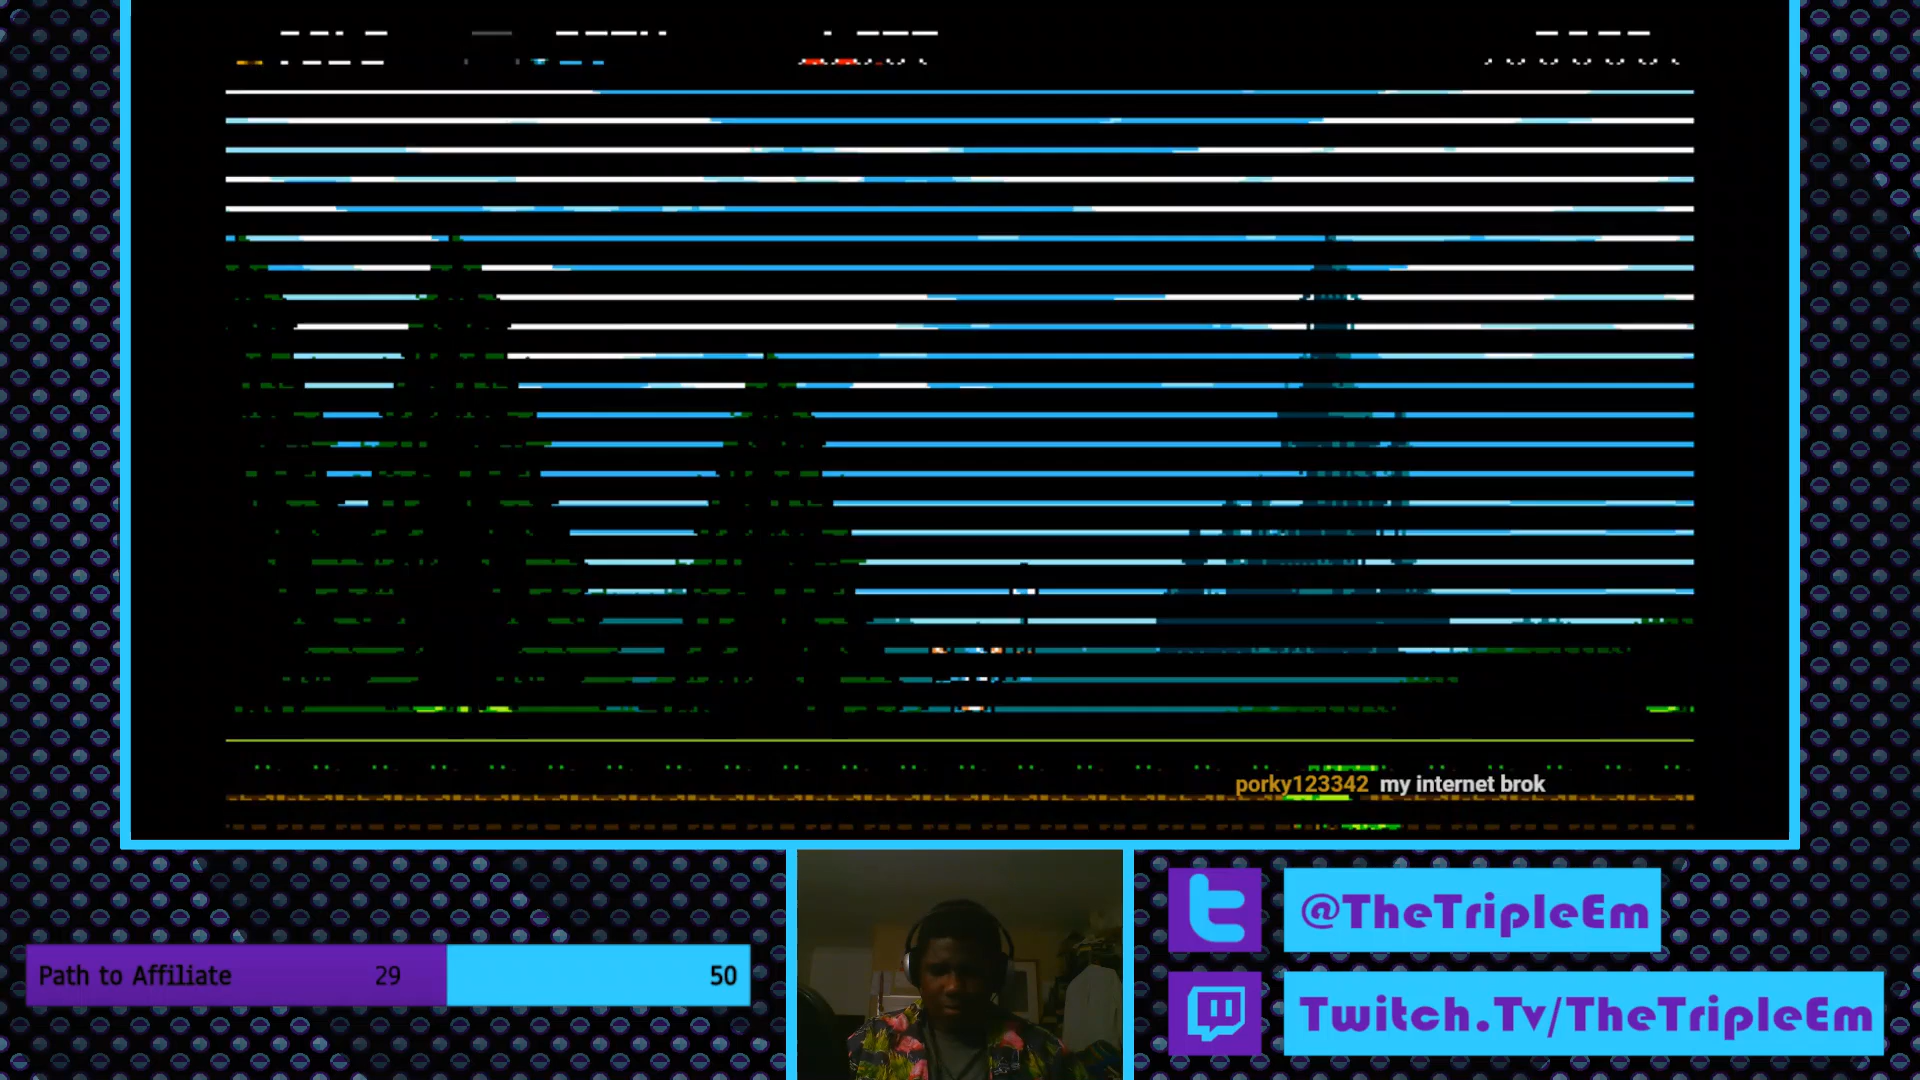 porky123342 my internet brok
Path to Affiliate 29 50
@TheTripleEm
Twitch.Tv/TheTripleEm